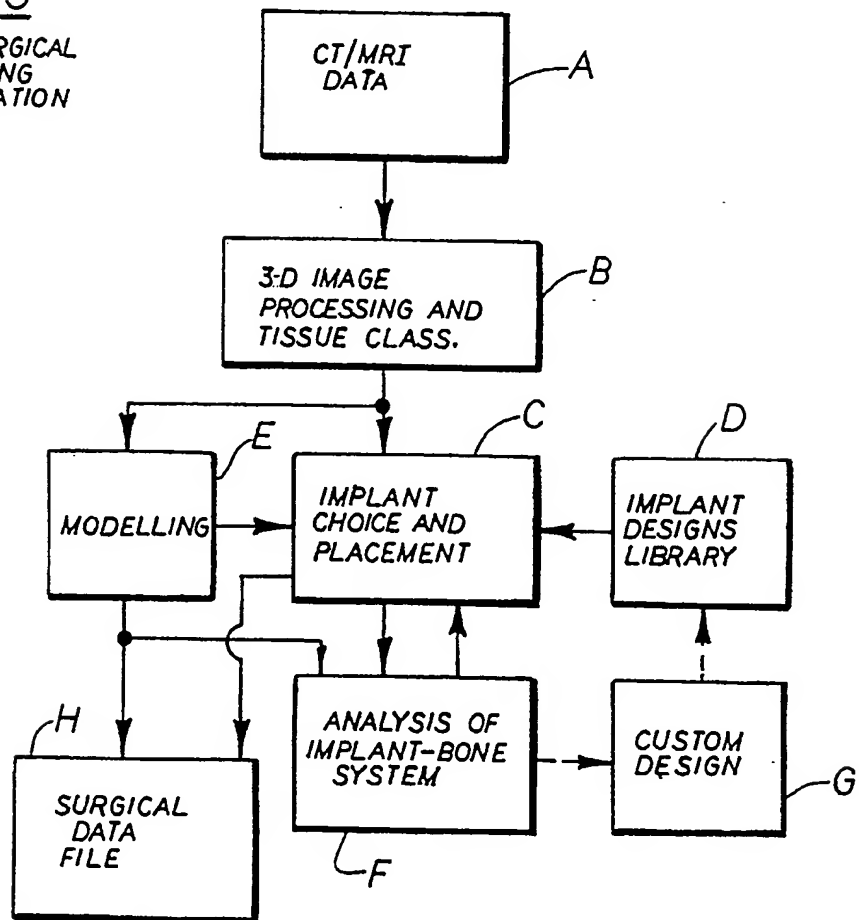 CT/MRI
DATA
A
3-D IMAGE
PROCESSING AND
TISSUE CLASS.
B
E
MODELLING
C
IMPLANT
CHOICE AND
PLACEMENT
D
IMPLANT
DESIGNS
LIBRARY
H
SURGICAL
DATA
FILE
ANALYSIS OF
IMPLANT-BONE
SYSTEM
F
CUSTOM
DESIGN
G